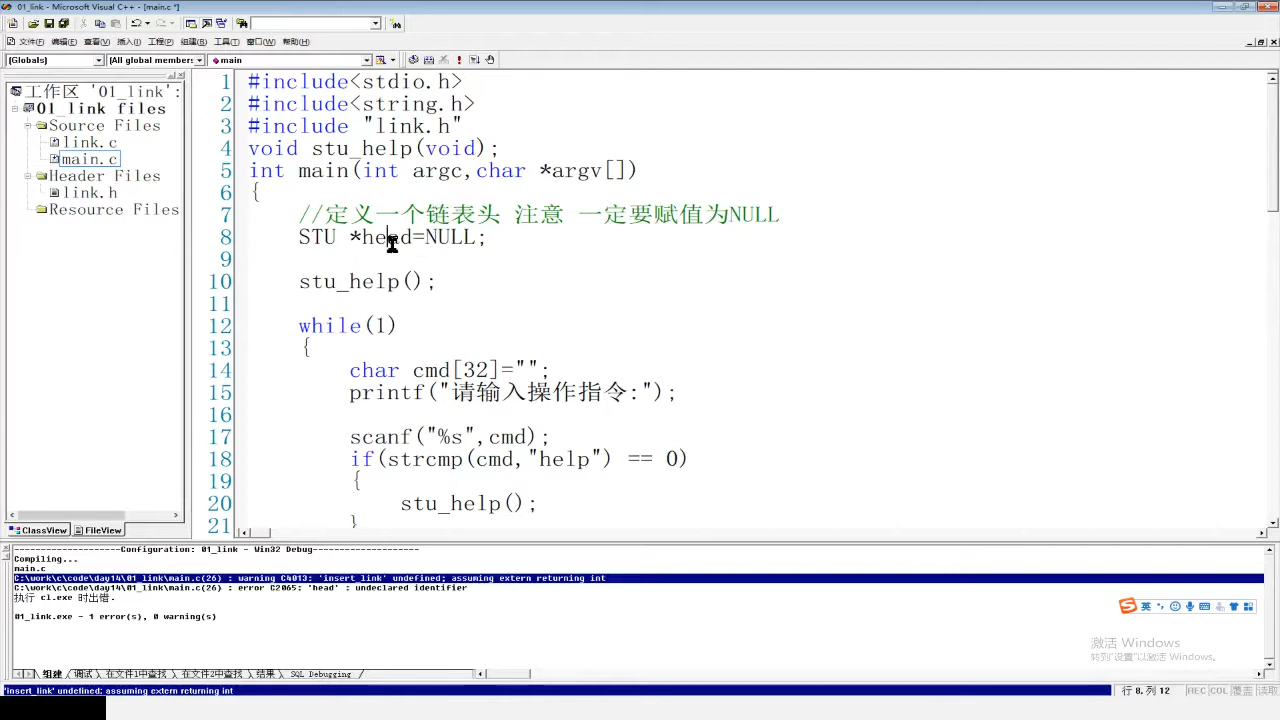 01_link - Microsoft Visual C++ - [main.c *]
文件(F) 编辑(E) 查看(V) 插入(I) 工程(P) 组建(B) 工具(T) 窗口(W) 帮助(H)
(Globals) (All global members main
工作区 '01_link':
01_link files
Source Files
link.c
main.c
Header Files
link.h
Resource Files
ClassView FileView
1 #include<stdio.h>
2 #include<string.h>
3 #include "link.h"
4 void stu_help(void);
5 int main(int argc,char *argv[])
6 {
7 //定义一个链表头 注意 一定要赋值为NULL
8 STU *head=NULL;
9
10 stu_help();
11
12 while(1)
13 {
14 char cmd[32]="";
15 printf("请输入操作指令:");
16
17 scanf("%s",cmd);
18 if(strcmp(cmd,"help") == 0)
19 {
20 stu_help();
21 }
--------------------Configuration: 01_link - Win32 Debug--------------------
Compiling...
main.c
C:\work\c\code\day14\01_link\main.c(26) : warning C4013: 'insert_link' undefined; assuming extern returning int
C:\work\c\code\day14\01_link\main.c(26) : error C2065: 'head' : undeclared identifier
执行 cl.exe 时出错.
01_link.exe - 1 error(s), 0 warning(s)
英
激活 Windows
转到"设置"以激活 Windows。
组建 调试 在文件1中查找 在文件2中查找 结果 SQL Debugging
'insert_link' undefined; assuming extern returning int
行 8, 列 12
REC COL 覆盖 读取